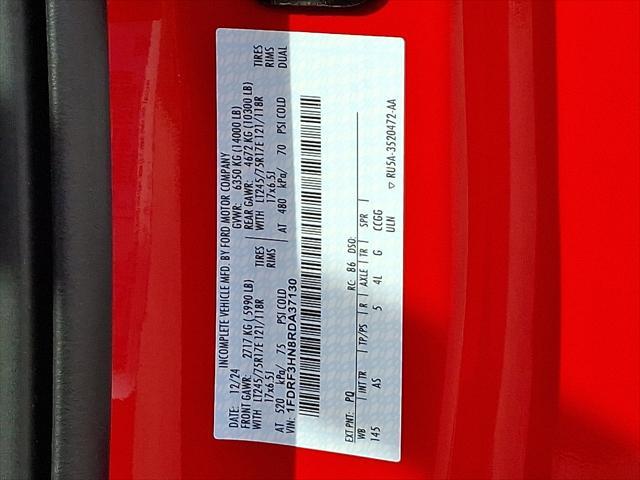 INCOMPLETE VEHICLE MFD. BY FORD MOTOR COMPANY
DATE: 12/24 GVWR: 6350 KG (14000 LB)
FRONT GAWR: 2717 KG (5990 LB) REAR GAWR: 4672 KG (10300 LB)
WITH LT245/75R17E 121/118R TIRES WITH LT245/75R17E 121/118R TIRES
17x6.5J RIMS 17x6.5J RIMS
AT 520 kPa/ 75 PSI COLD AT 480 kPa/ 70 PSI COLD DUAL
VIN: 1FDRF3HN8RDA37130
EXT PNT: PQ RC: 86 DSO:
WB INT TR TP/PS R AXLE TR SPR
145 AS 5 4L G CCGG
ULN
▽ RU5A-3520472-AA